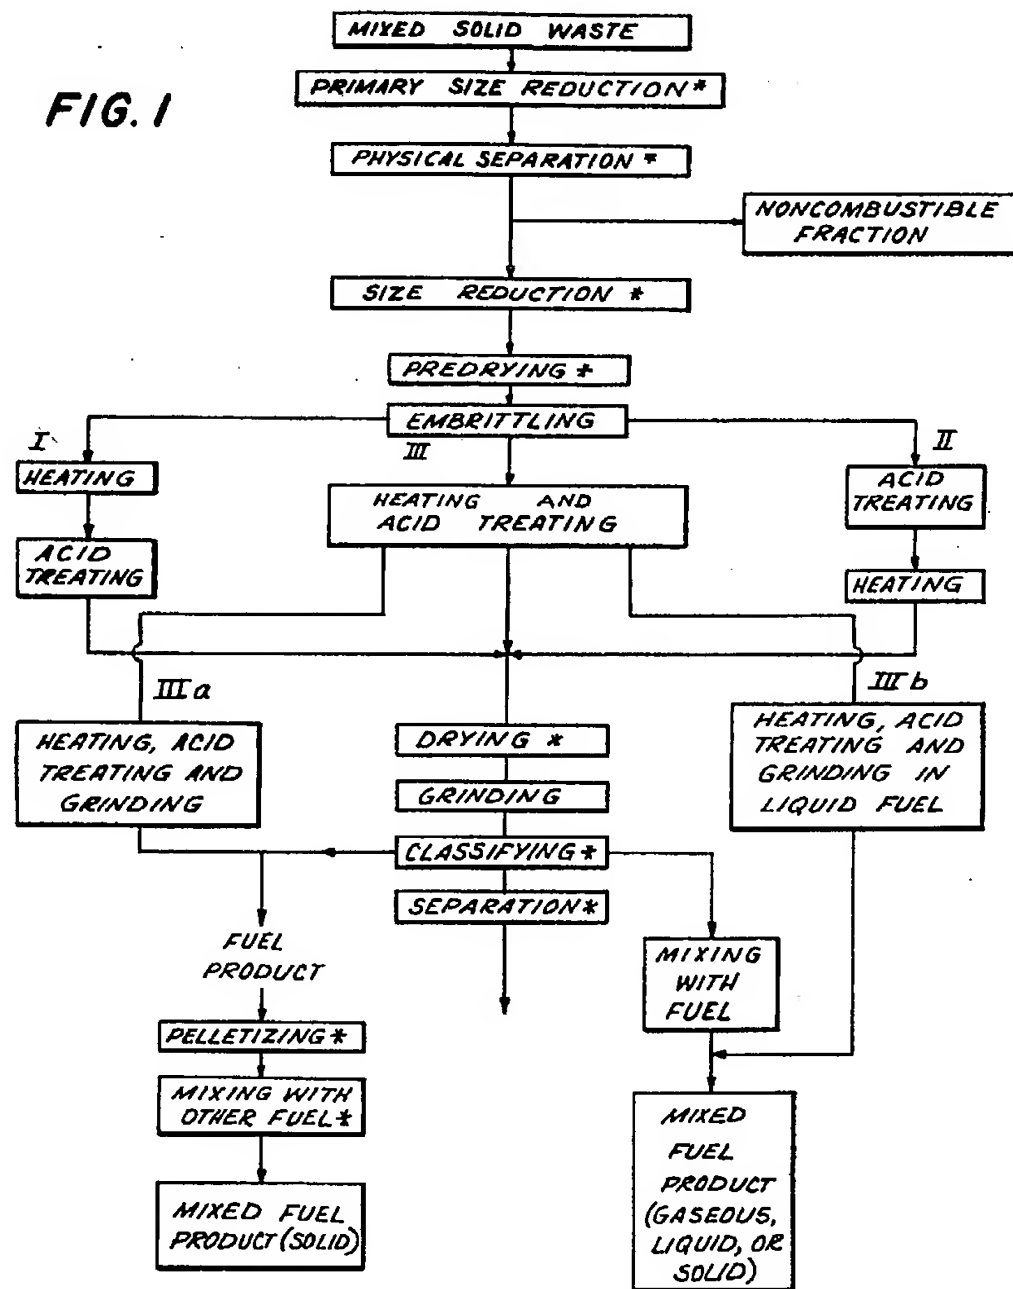 FIG. 1
MIXED SOLID WASTE
PRIMARY SIZE REDUCTION*
PHYSICAL SEPARATION*
NONCOMBUSTIBLE
FRACTION
SIZE REDUCTION *
PREDRYING *
EMBRITTLING
I
HEATING
ACID
TREATING
III
HEATING AND
ACID TREATING
II
ACID
TREATING
HEATING
III a
HEATING, ACID
TREATING AND
GRINDING
DRYING *
GRINDING
CLASSIFYING *
SEPARATION *
III b
HEATING, ACID
TREATING AND
GRINDING IN
LIQUID FUEL
FUEL
PRODUCT
PELLETIZING *
MIXING WITH
OTHER FUEL *
MIXED FUEL
PRODUCT (SOLID)
MIXING
WITH
FUEL
MIXED
FUEL
PRODUCT
(GASEOUS,
LIQUID, OR
SOLID)